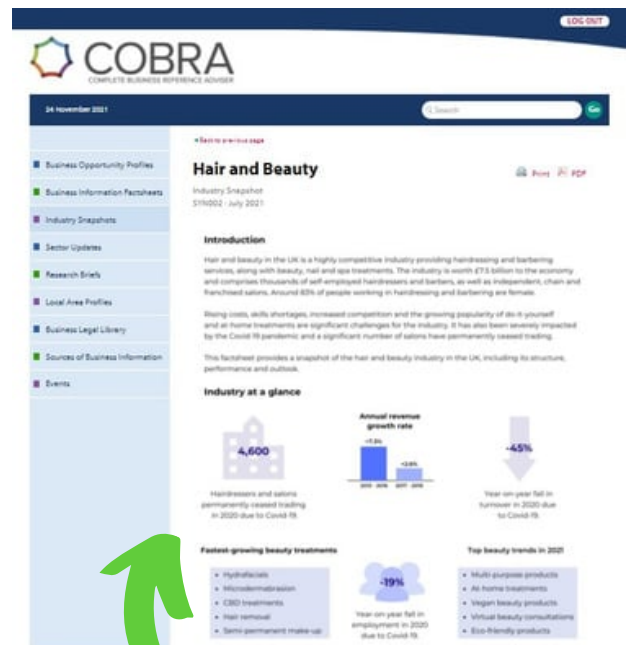 LOG OUT
COBRA
COMPLETE BUSINESS REFERENCE ADVISER
24 November 2021
Search
Go
Back to previous page
Business Opportunity Profiles
Business Information Factsheets
Industry Snapshots
Sector Updates
Research Briefs
Local Area Profiles
Business Legal Library
Sources of Business Information
Events
Hair and Beauty
Print
PDF
Industry Snapshot
SYN002 · July 2021
Introduction
Hair and beauty in the UK is a highly competitive industry providing hairdressing and barbering
services, along with beauty, nail and spa treatments. The industry is worth £7.5 billion to the economy
and comprises thousands of self-employed hairdressers and barbers, as well as independent, chain and
franchised salons. Around 83% of people working in hairdressing and barbering are female.
Rising costs, skills shortages, increased competition and the growing popularity of do-it-yourself
and at-home treatments are significant challenges for the industry. It has also been severely impacted
by the Covid-19 pandemic and a significant number of salons have permanently ceased trading.
This factsheet provides a snapshot of the hair and beauty industry in the UK, including its structure,
performance and outlook.
Industry at a glance
4,600
Hairdressers and salons
permanently ceased trading
in 2020 due to Covid-19.
Annual revenue
growth rate
2015 2016 2017 2018
-45%
Year-on-year fall in
turnover in 2020 due
to Covid-19.
Fastest-growing beauty treatments
• Hydrafacials
• Microdermabrasion
• CBD treatments
• Hair removal
• Semi-permanent make-up
-19%
Year-on-year fall in
employment in 2020
due to Covid-19.
Top beauty trends in 2021
• Multi-purpose products
• At-home treatments
• Vegan beauty products
• Virtual beauty consultations
• Eco-friendly products